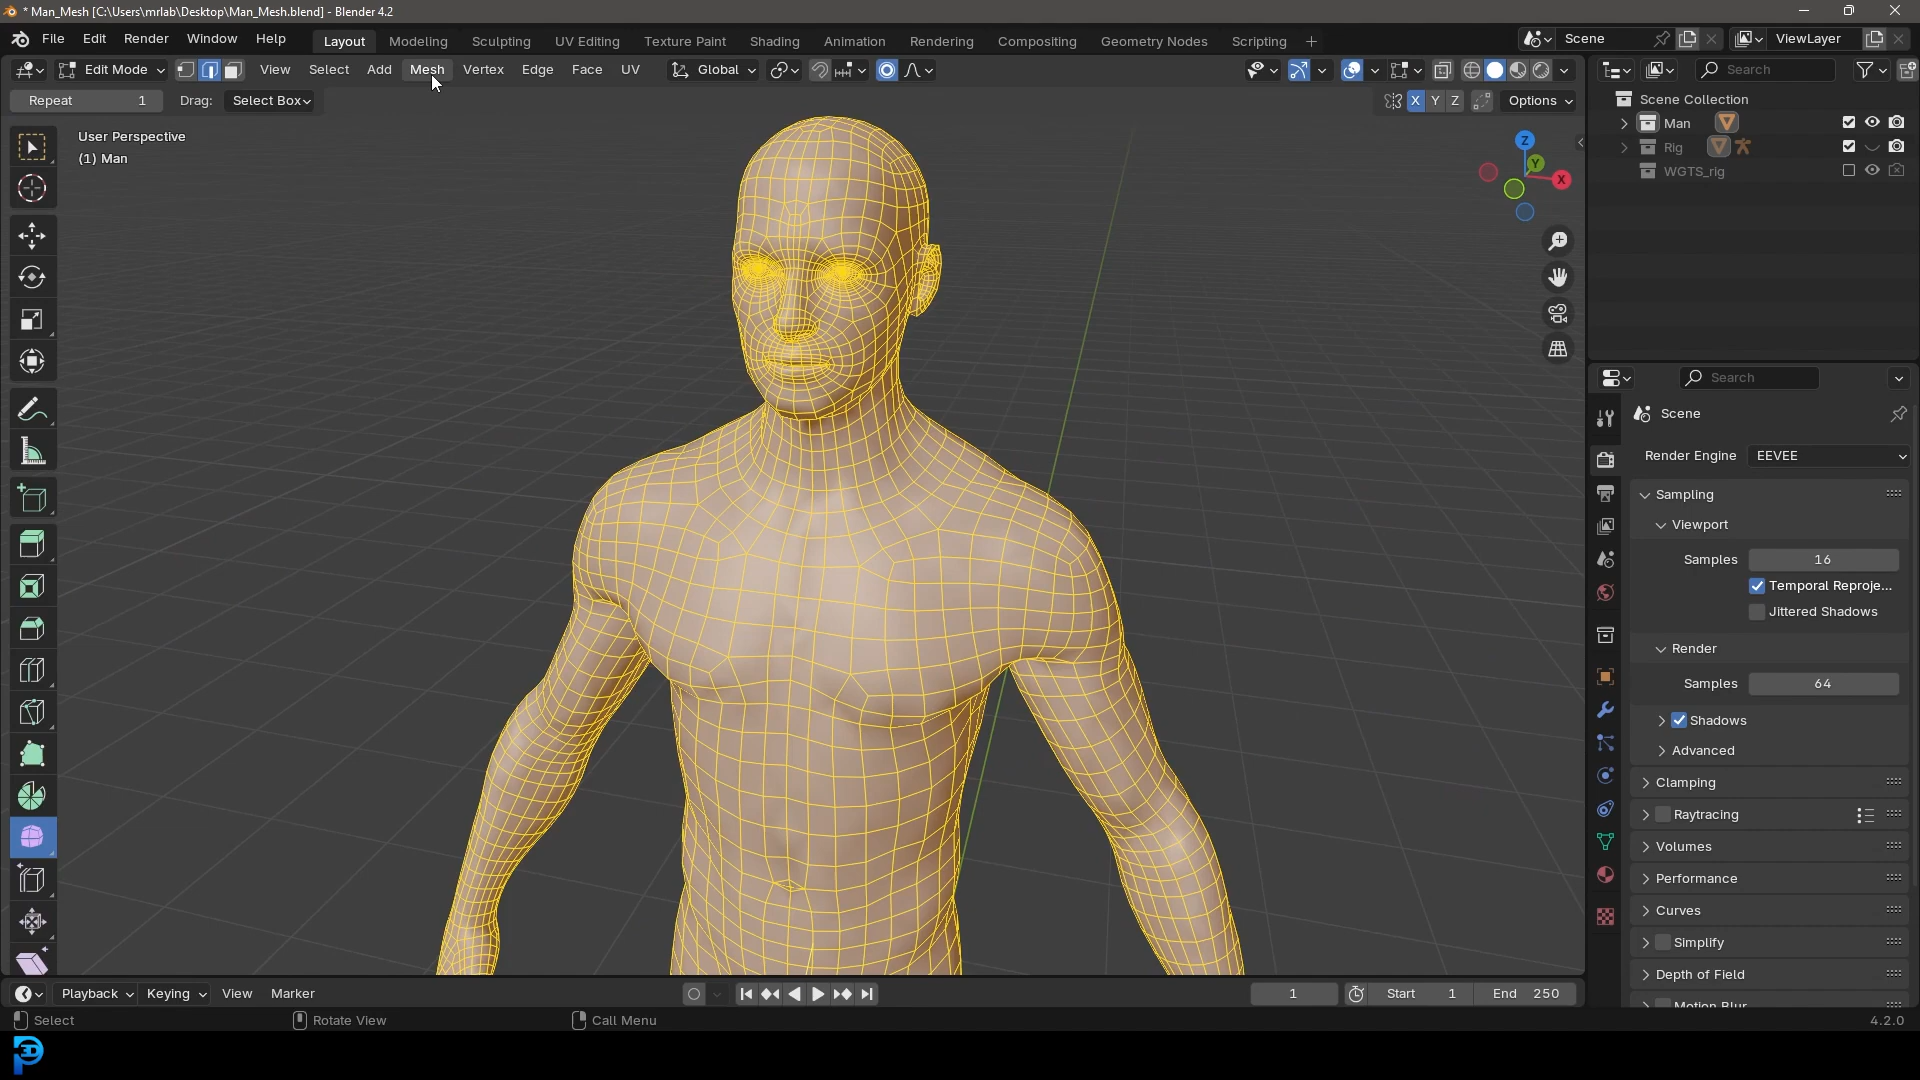 * Man_Mesh [C:\Users\mrlab\Desktop\Man_Mesh.blend] - Blender 4.2
File Edit Render Window Help Layout Modeling Sculpting UV Editing Texture Paint Shading Animation Rendering Compositing Geometry Nodes Scripting + Scene ViewLayer
Edit Mode View Select Add Mesh Vertex Edge Face UV Global Search
Repeat 1 Drag: Select Box X Y Z Options
Scene Collection
Man
Rig
WGTS_rig
User Perspective
(1) Man
Z
Y
X
Search
Scene
Render Engine EEVEE
Sampling
Viewport
Samples 16
Temporal Reproje...
Jittered Shadows
Render
Samples 64
Shadows
Advanced
Clamping
Raytracing
Volumes
Performance
Curves
Simplify
Depth of Field
Motion Blur
Playback Keying View Marker 1 Start 1 End 250
Select Rotate View Call Menu 4.2.0